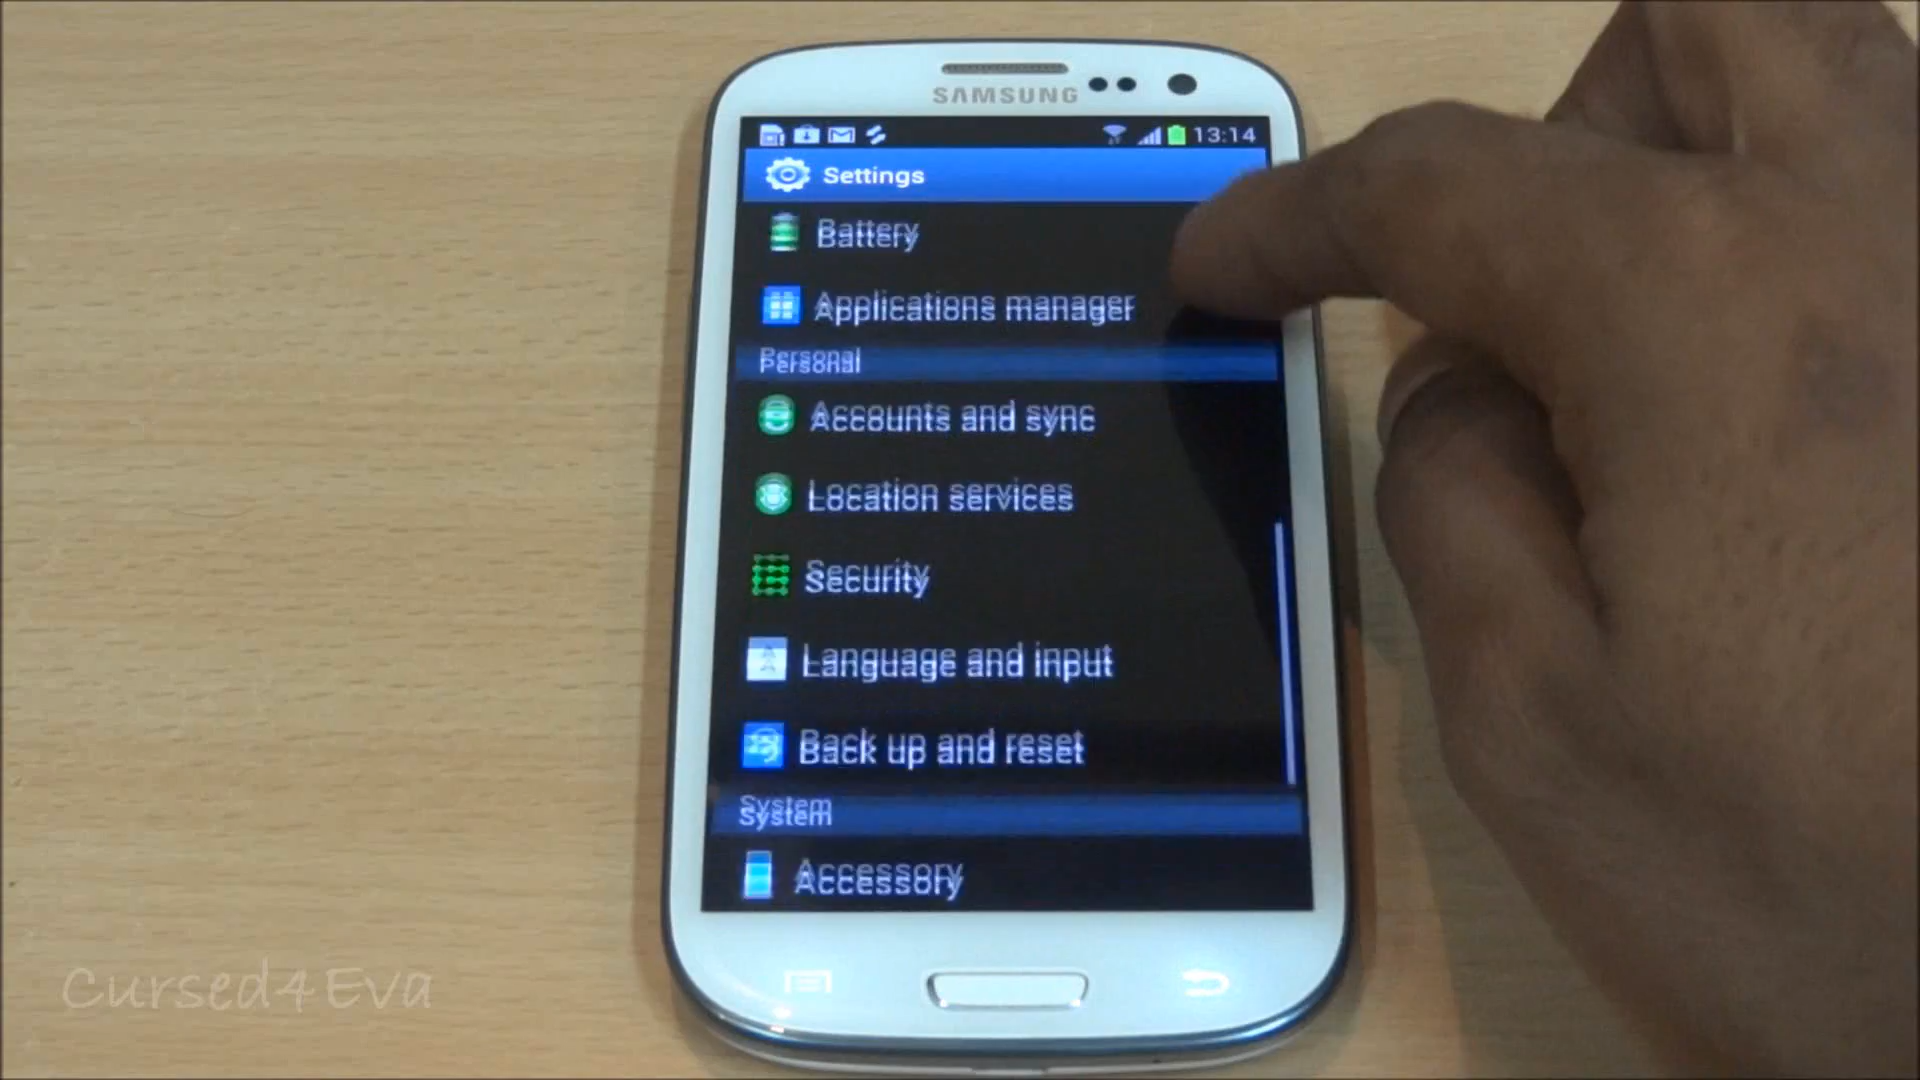 SAMSUNG
13:14
Settings
Battery
Applications manager
Personal
Accounts and sync
Location services
Security
Language and input
Back up and reset
System
Accessory
Cursed4Eva